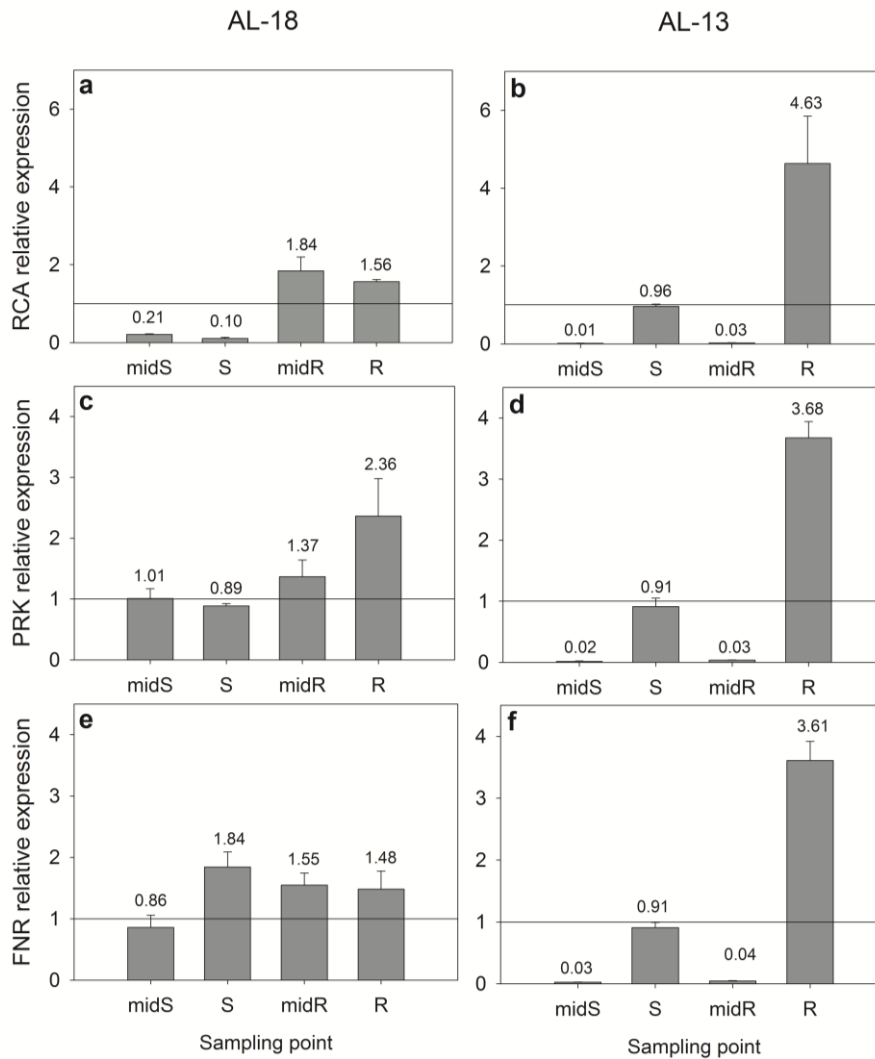 AL-18 AL-13
a
RCA relative expression
6
4
2
0
0.21
0.10
1.84
1.56
midS S midR R
b
6
4
2
0
0.01
0.96
0.03
4.63
midS S midR R
c
PRK relative expression
4
3
2
1
0
1.01
0.89
1.37
2.36
midS S midR R
d
4
3
2
1
0
0.02
0.91
0.03
3.68
midS S midR R
e
FNR relative expression
4
3
2
1
0
0.86
1.84
1.55
1.48
midS S midR R
Sampling point
f
4
3
2
1
0
0.03
0.91
0.04
3.61
midS S midR R
Sampling point